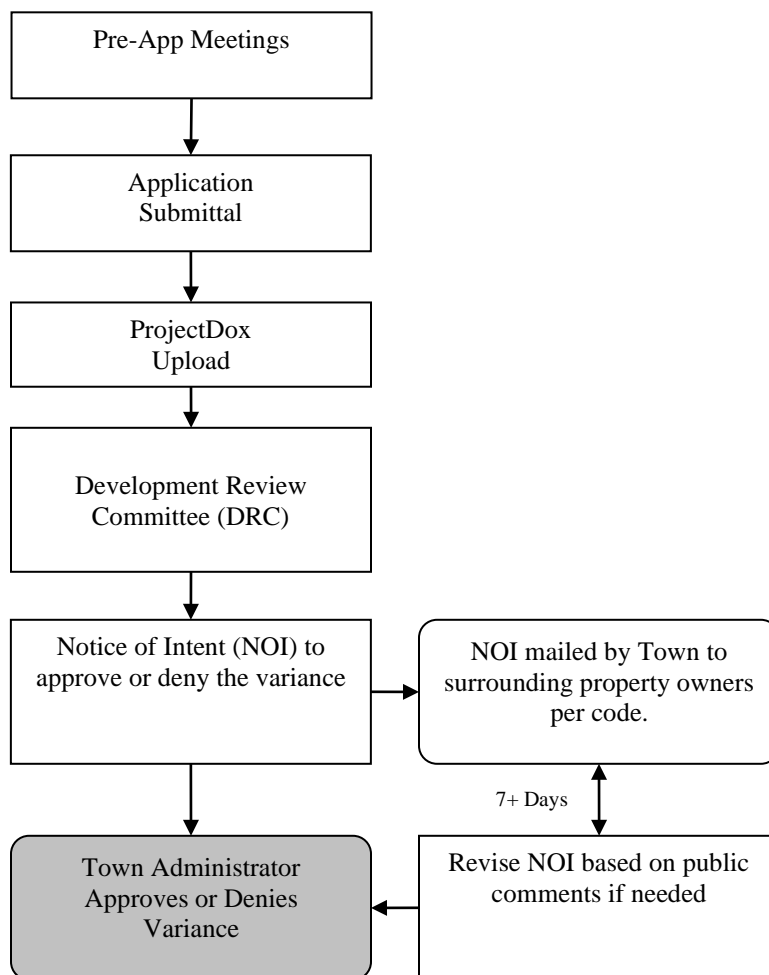 Pre-App Meetings
Application
Submittal
ProjectDox
Upload
Development Review
Committee (DRC)
Notice of Intent (NOI) to
approve or deny the variance
NOI mailed by Town to
surrounding property owners
per code.
7+ Days
Town Administrator
Approves or Denies
Variance
Revise NOI based on public
comments if needed